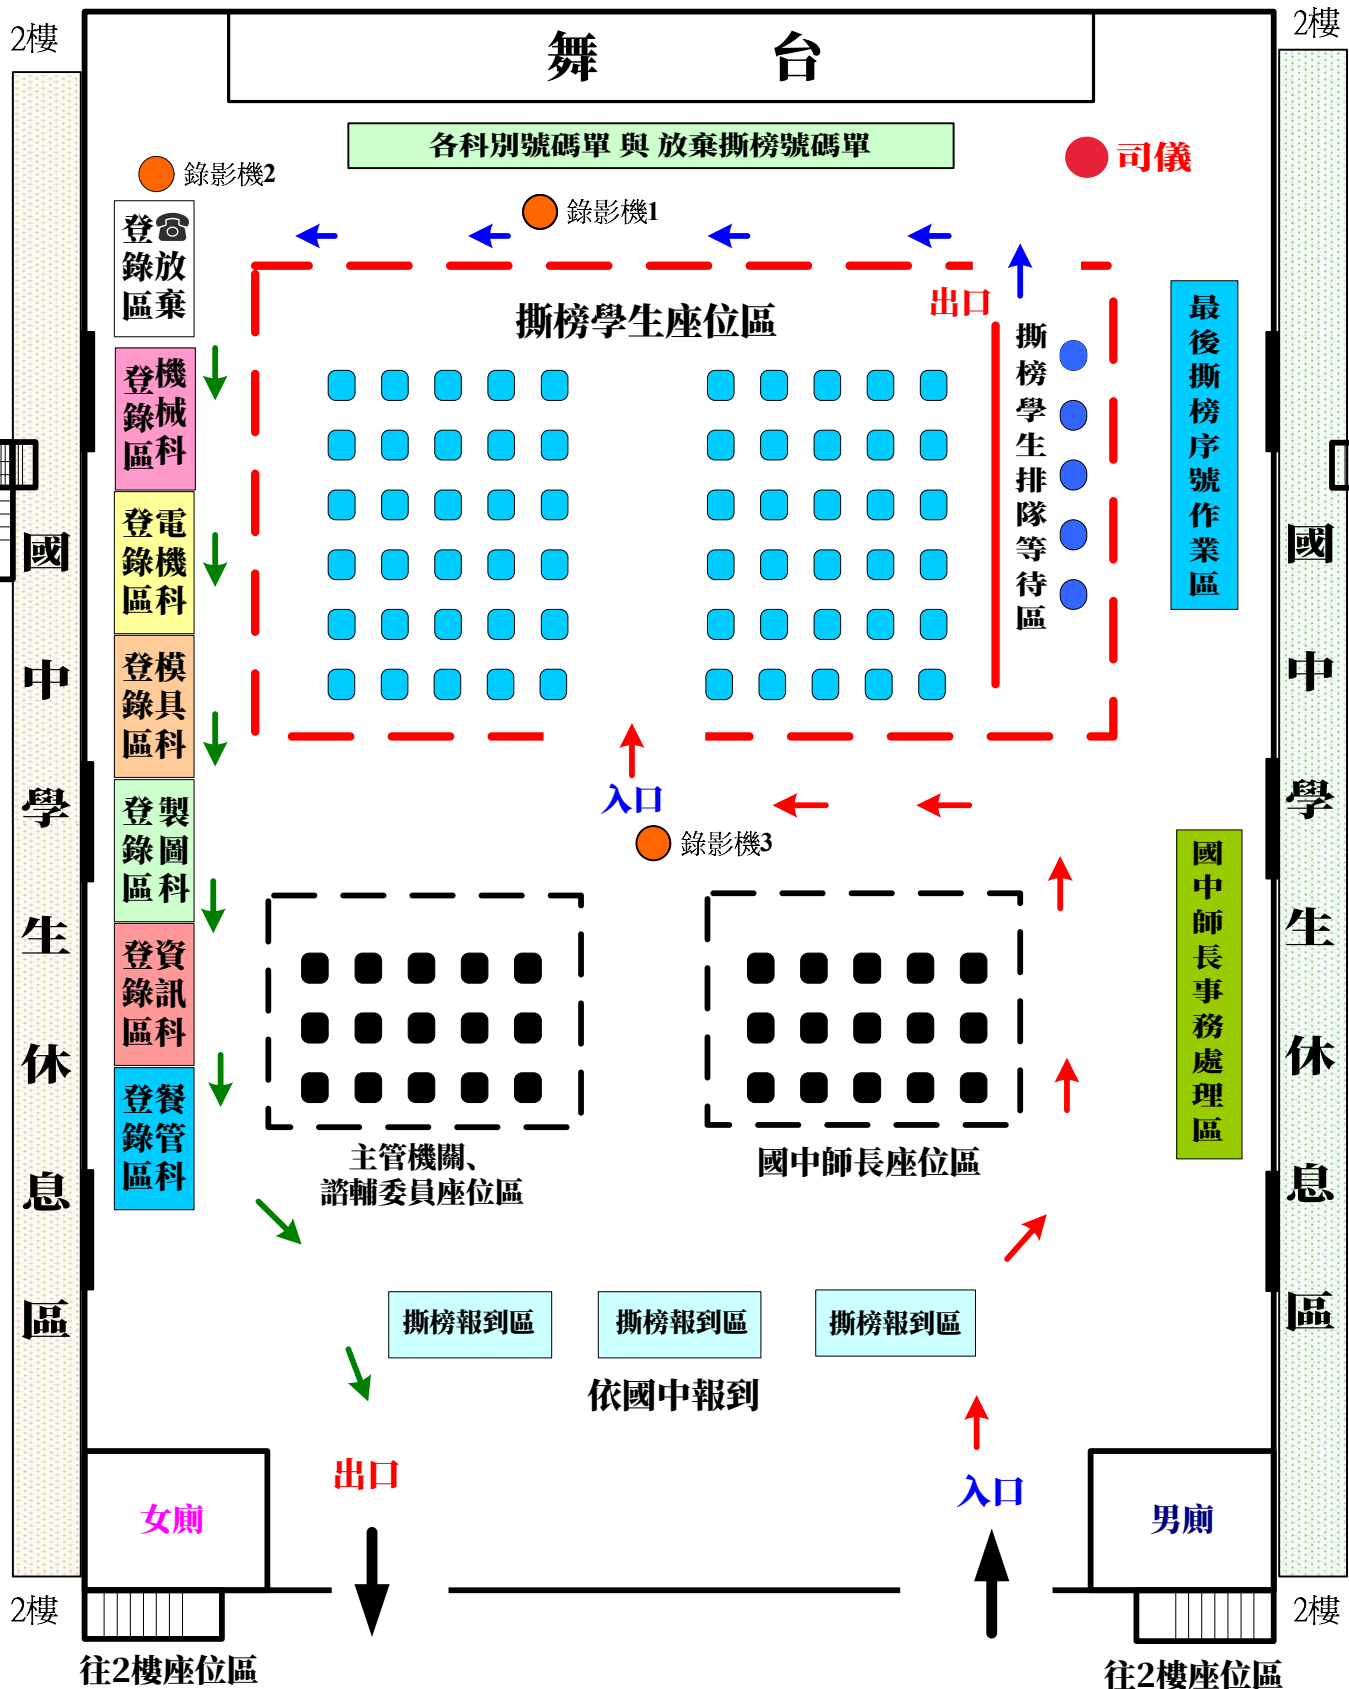 2樓
2樓
舞 台
各科別號碼單 與 放棄撕榜號碼單
司儀
錄影機2
錄影機1
☎放棄
登錄區
出口
撕榜學生座位區
撕榜學生排隊等待區
最後撕榜序號作業區
機械科
登錄區
電機科
登錄區
模具科
登錄區
製圖科
登錄區
資訊科
登錄區
餐管科
登錄區
國中學生休息區
國中學生休息區
入口
錄影機3
國中師長事務處理區
主管機關、
諮輔委員座位區
國中師長座位區
撕榜報到區
撕榜報到區
撕榜報到區
依國中報到
出口
入口
女廁
男廁
2樓
2樓
往2樓座位區
往2樓座位區